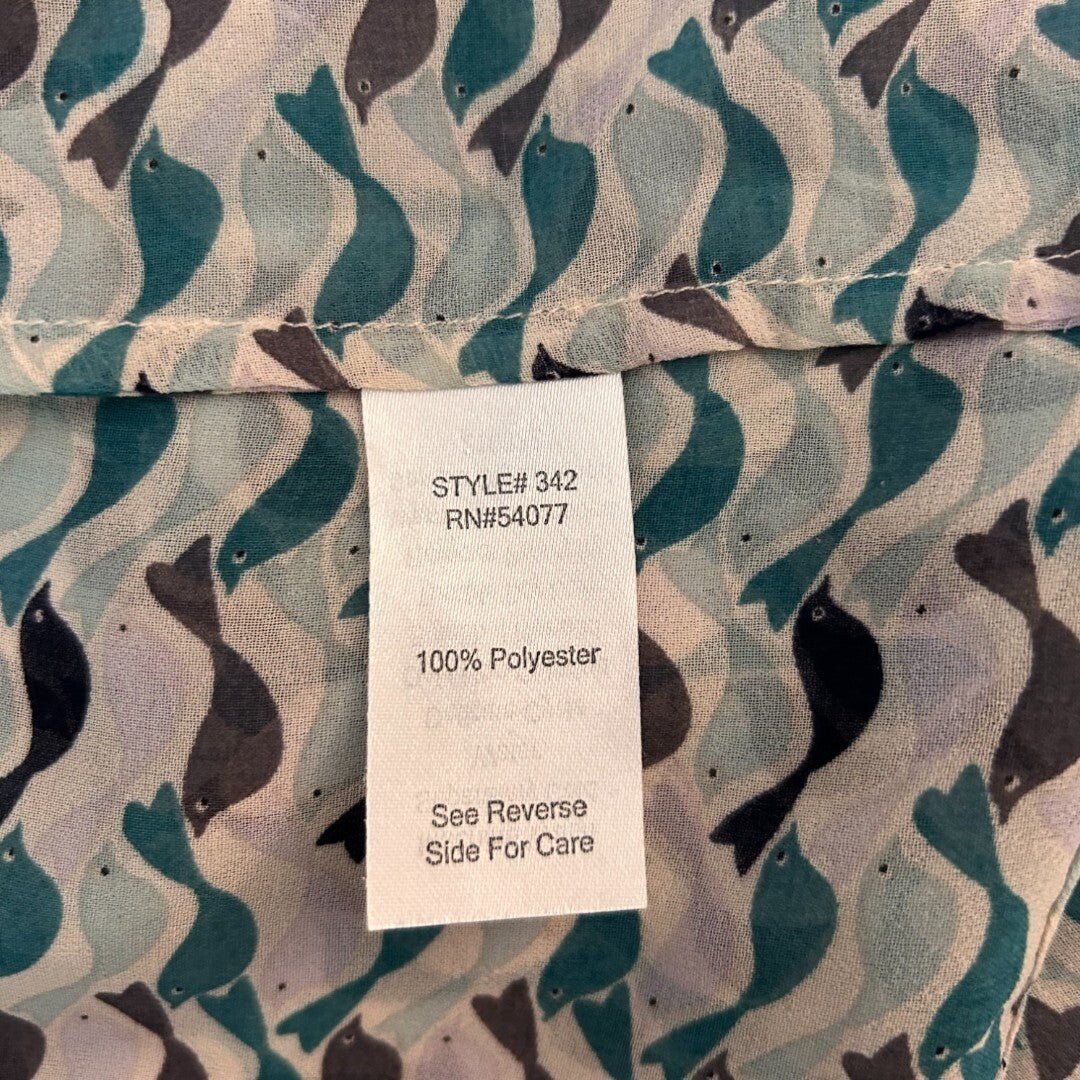 STYLE# 342
RN#54077
100% Polyester
See Reverse
Side For Care